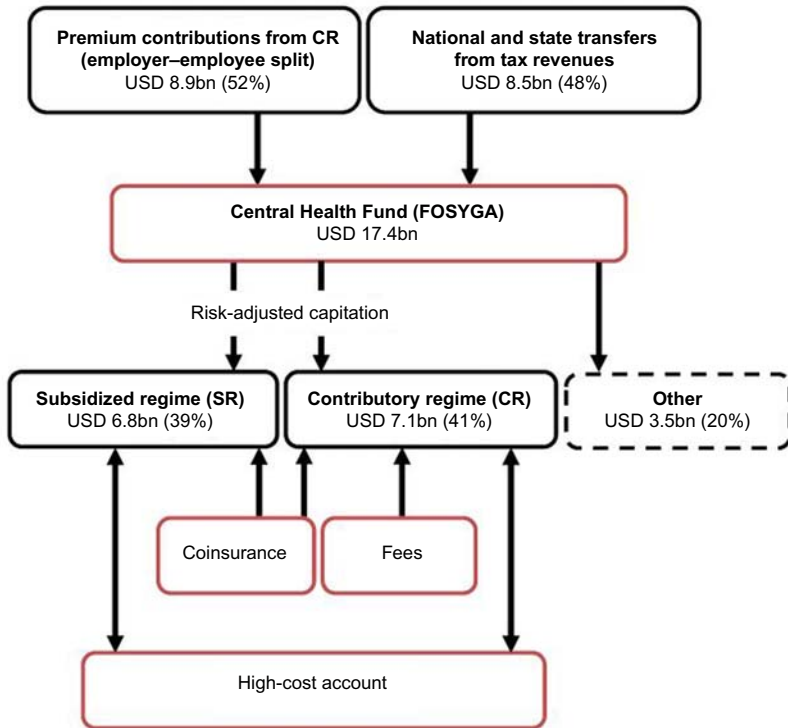 Premium contributions from CR
(employer–employee split)
USD 8.9bn (52%)
National and state transfers
from tax revenues
USD 8.5bn (48%)
Central Health Fund (FOSYGA)
USD 17.4bn
Risk-adjusted capitation
Subsidized regime (SR)
USD 6.8bn (39%)
Contributory regime (CR)
USD 7.1bn (41%)
Other
USD 3.5bn (20%)
Coinsurance
Fees
High-cost account